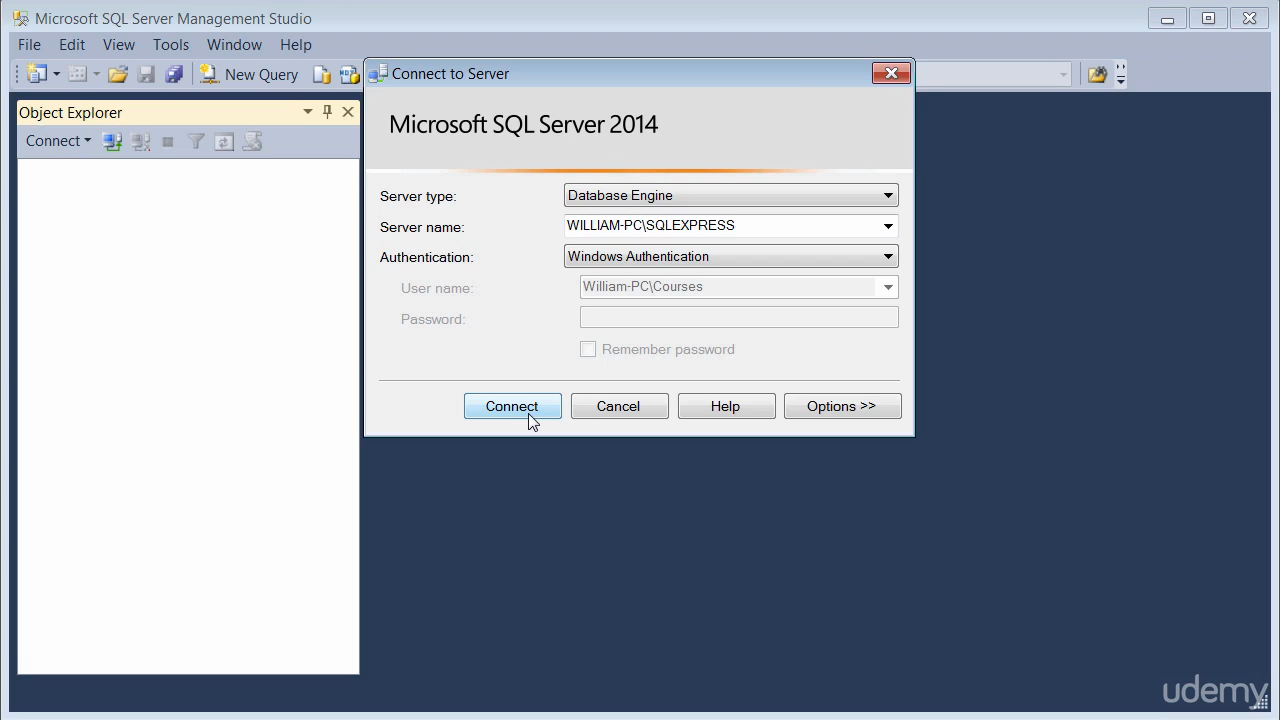 Microsoft SQL Server Management Studio
File Edit View Tools Window Help
New Query
Connect to Server
Object Explorer
Connect
Microsoft SQL Server 2014
Server type: Database Engine
Server name: WILLIAM-PC\SQLEXPRESS
Authentication: Windows Authentication
User name: William-PC\Courses
Password:
Remember password
Connect Cancel Help Options >>
udemy